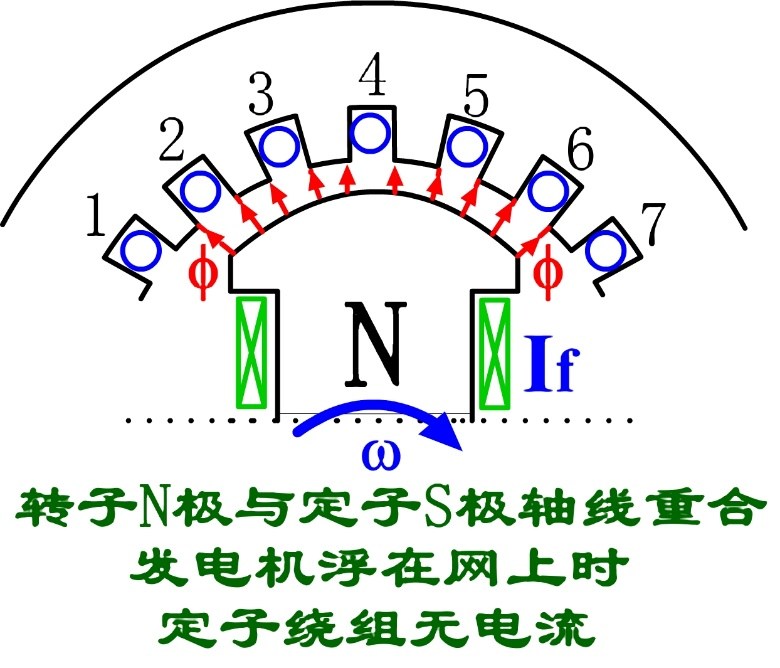 1 2 3 4 5 6 7
ϕ ϕ
N
If
ω
转子N极与定子S极轴线重合
发电机浮在网上时
定子绕组无电流